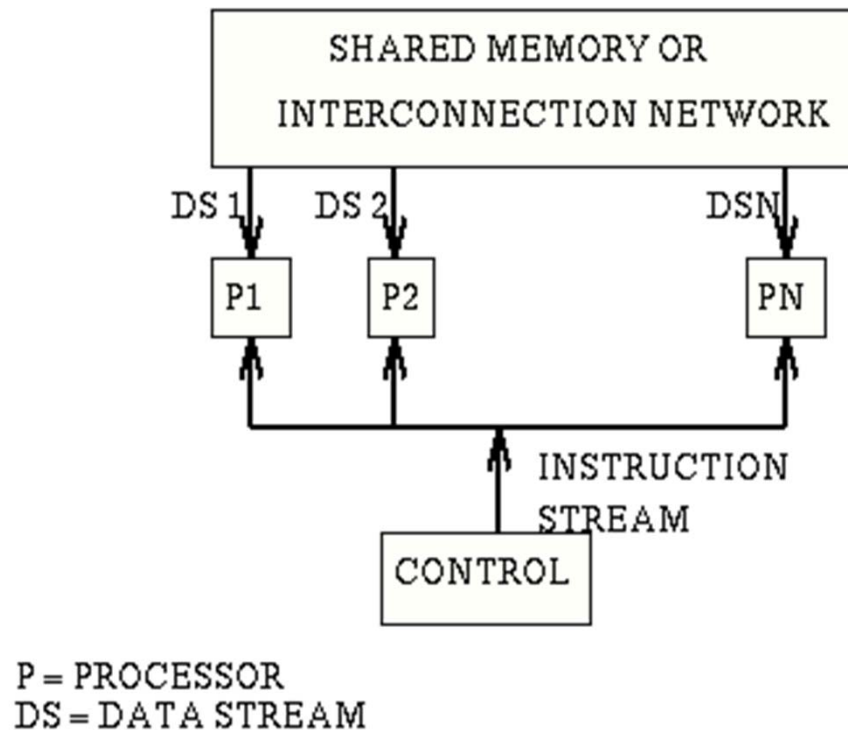 SHARED MEMORY OR
INTERCONNECTION NETWORK
DS 1 DS 2 DSN
P1 P2 PN
INSTRUCTION
STREAM
CONTROL
P = PROCESSOR
DS = DATA STREAM